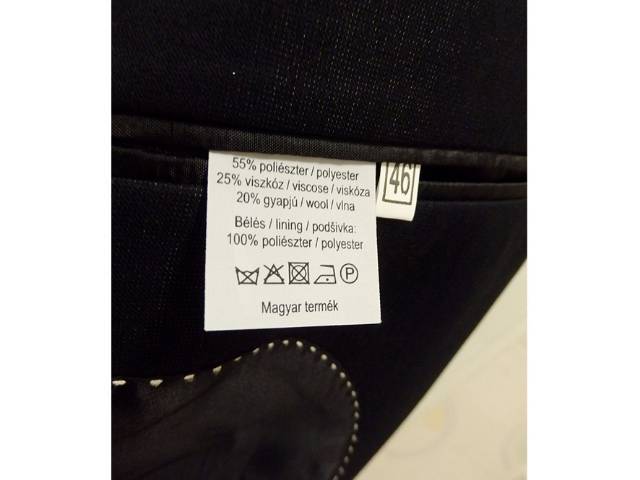 55% poliészter / polyester
25% viszkóz / viscose / viskóza
20% gyapjú / wool / vlna
Bélés / lining / podšívka:
100% poliészter / polyester
P
Magyar termék
46